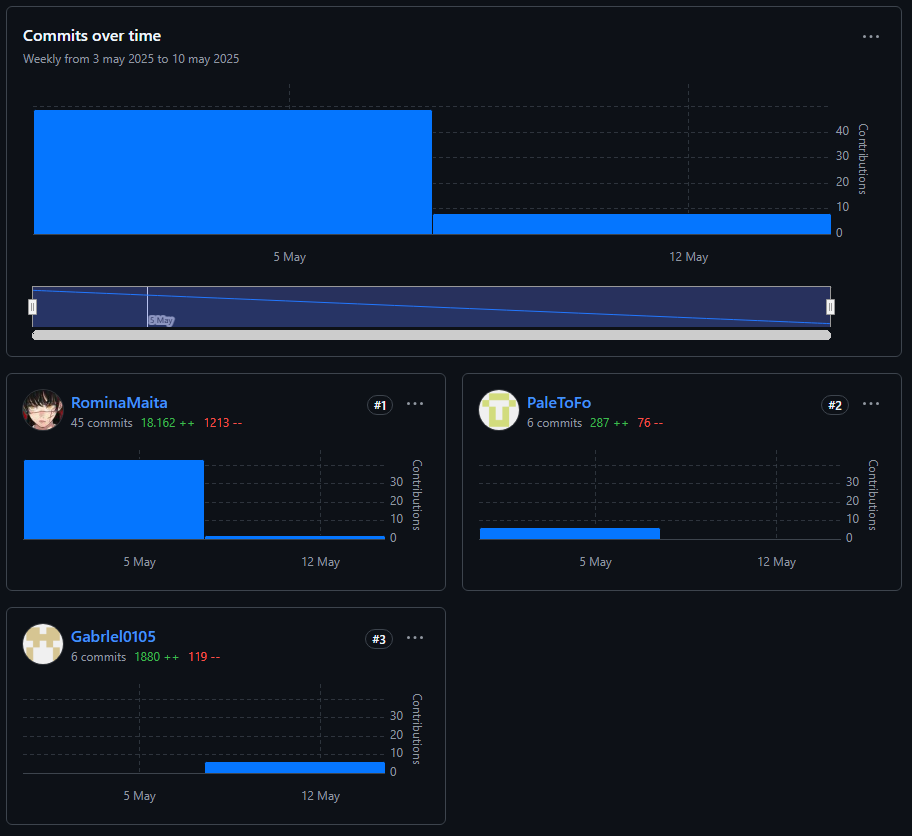 Commits over time
Weekly from 3 may 2025 to 10 may 2025
40
30
20
10
0
Contributions
5 May
12 May
5 May
RominaMaita
#1
45 commits 18.162 ++ 1213 --
30
20
10
0
Contributions
5 May
12 May
PaleToFo
#2
6 commits 287 ++ 76 --
30
20
10
0
Contributions
5 May
12 May
Gabrlel0105
#3
6 commits 1880 ++ 119 --
30
20
10
0
Contributions
5 May
12 May